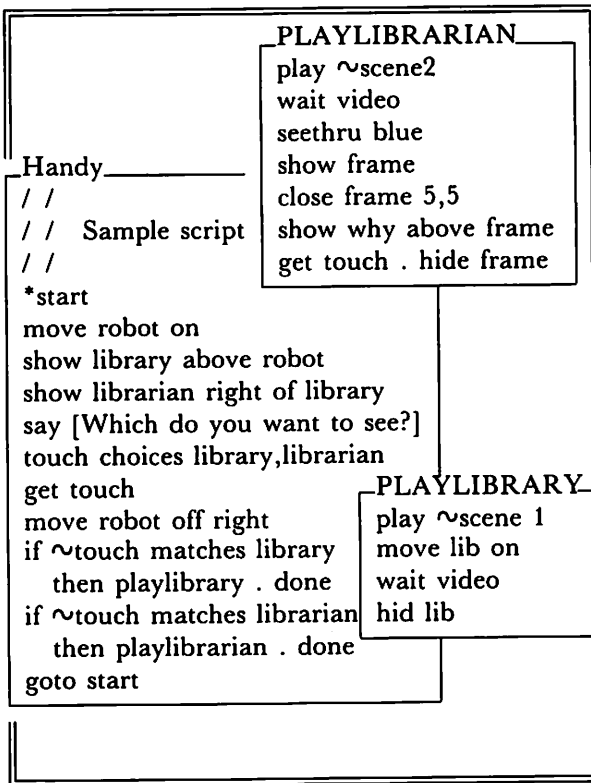 PLAYLIBRARIAN
play ~scene2
wait video
seethru blue
show frame
close frame 5,5
show why above frame
get touch . hide frame
Handy
/ /
/ / Sample script
/ /
*start
move robot on
show library above robot
show librarian right of library
say [Which do you want to see?]
touch choices library,librarian
get touch
move robot off right
if ~touch matches library
then playlibrary . done
if ~touch matches librarian
then playlibrarian . done
goto start
PLAYLIBRARY
play ~scene 1
move lib on
wait video
hid lib